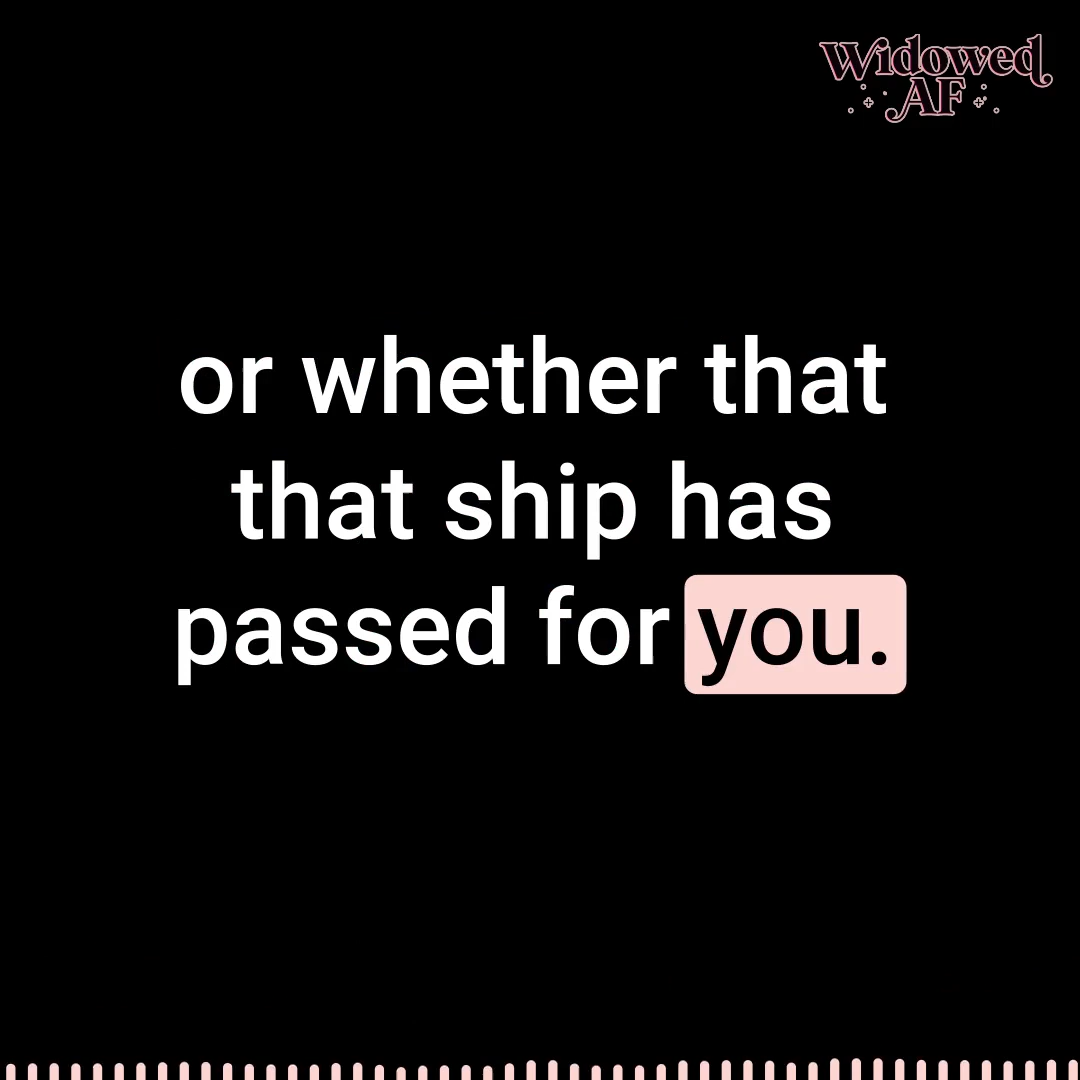 Widowed
AF
or whether that
that ship has
passed for you.